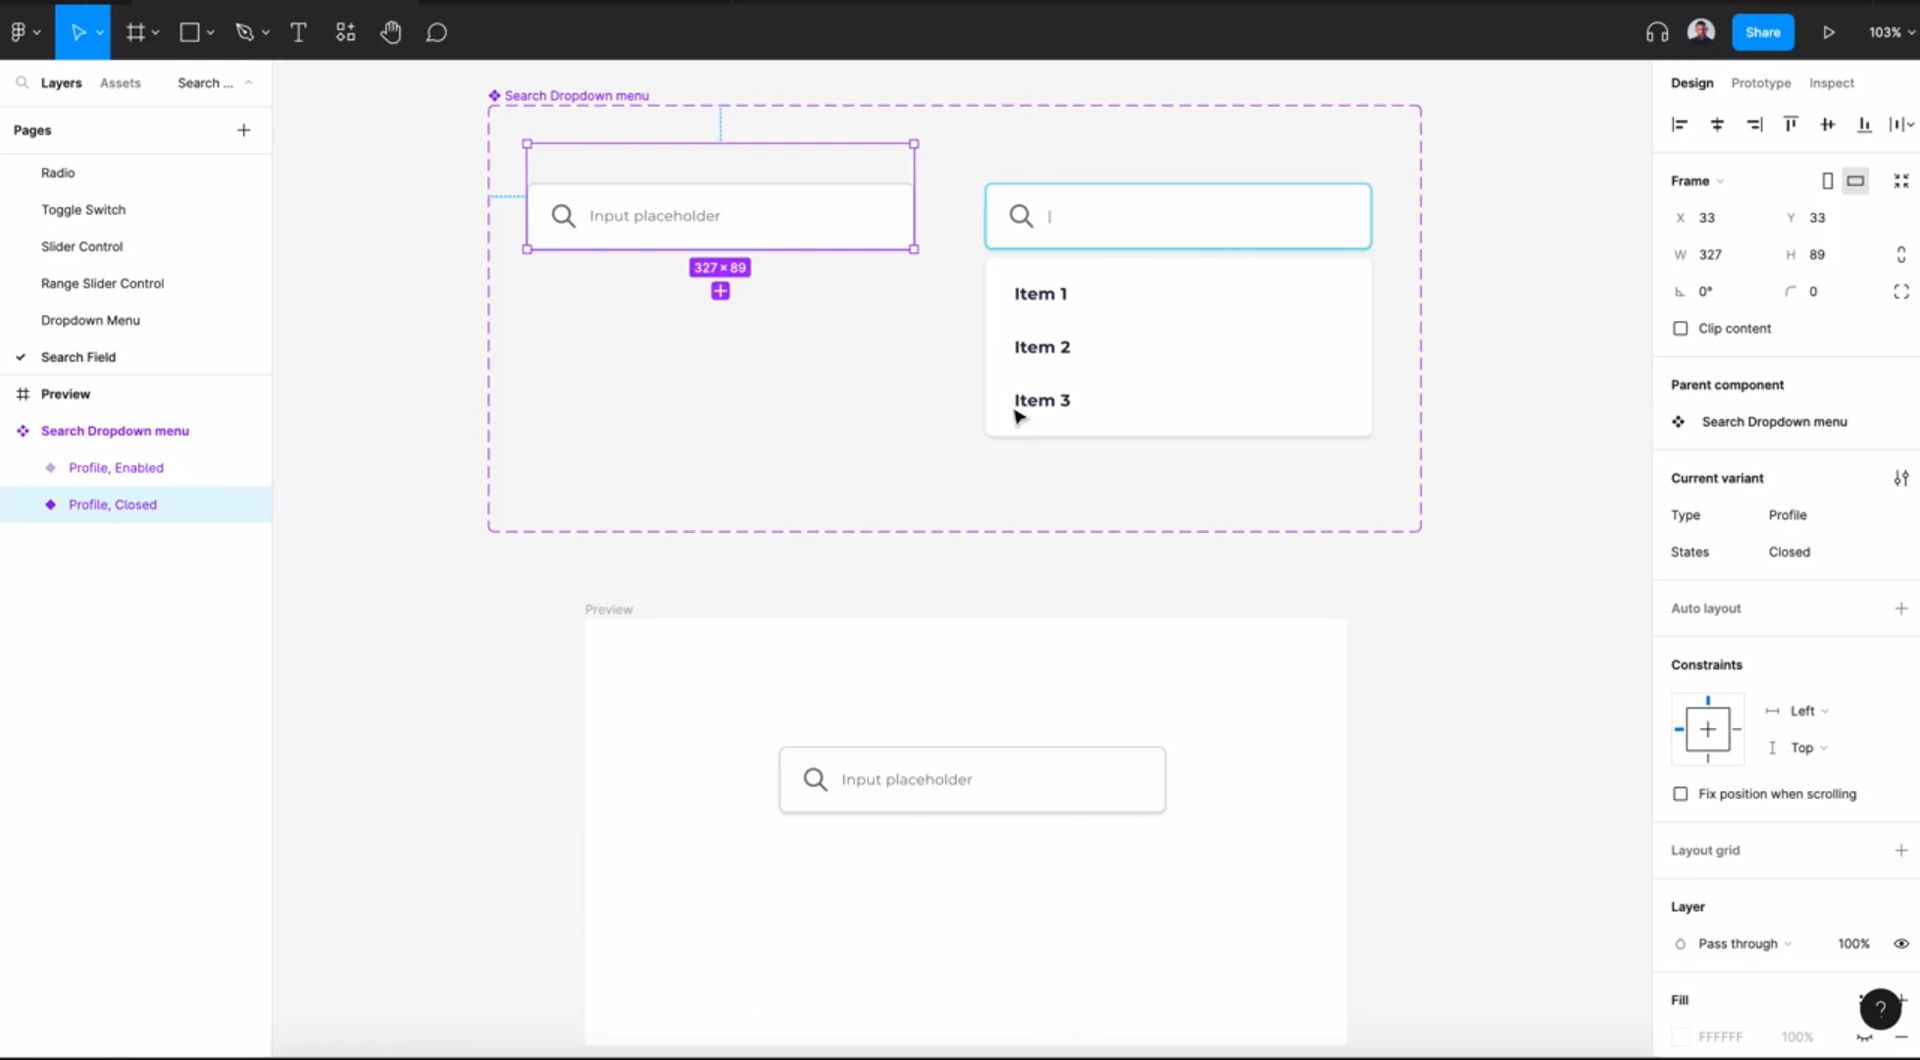 Share
103%
Layers
Assets
Search ...
Pages
Radio
Toggle Switch
Slider Control
Range Slider Control
Dropdown Menu
Search Field
Preview
Search Dropdown menu
Profile, Enabled
Profile, Closed
Search Dropdown menu
Input placeholder
327 × 89
|
Item 1
Item 2
Item 3
Preview
Input placeholder
Design
Prototype
Inspect
Frame
X 33
Y 33
W 327
H 89
0°
0
Clip content
Parent component
Search Dropdown menu
Current variant
Type Profile
States Closed
Auto layout
Constraints
Left
Top
Fix position when scrolling
Layout grid
Layer
Pass through 100%
Fill
?
FFFFFF 100%